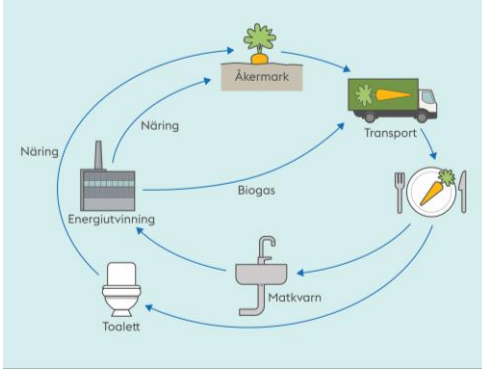 Åkermark
Transport
Näring
Näring
Biogas
Energiutvinning
Matkvarn
Toalett